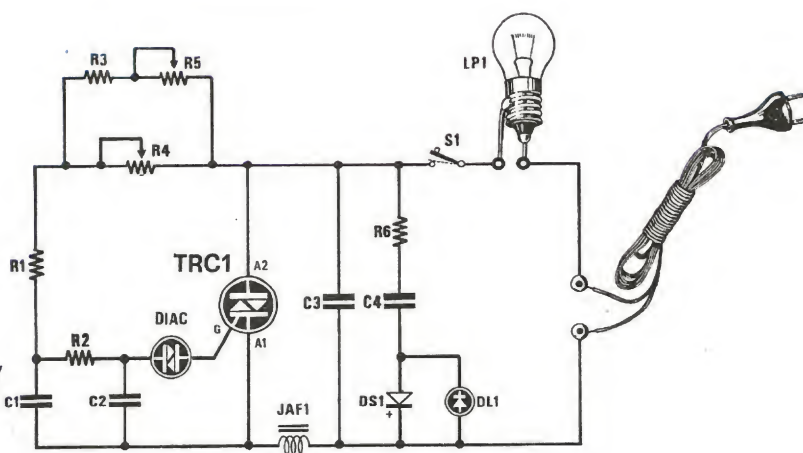 R3
R5
LP1
R4
S1
R1
TRC1
A2
R6
C3
C4
DIAC
G
A1
R2
C1
C2
JAF1
DS1
+
DL1